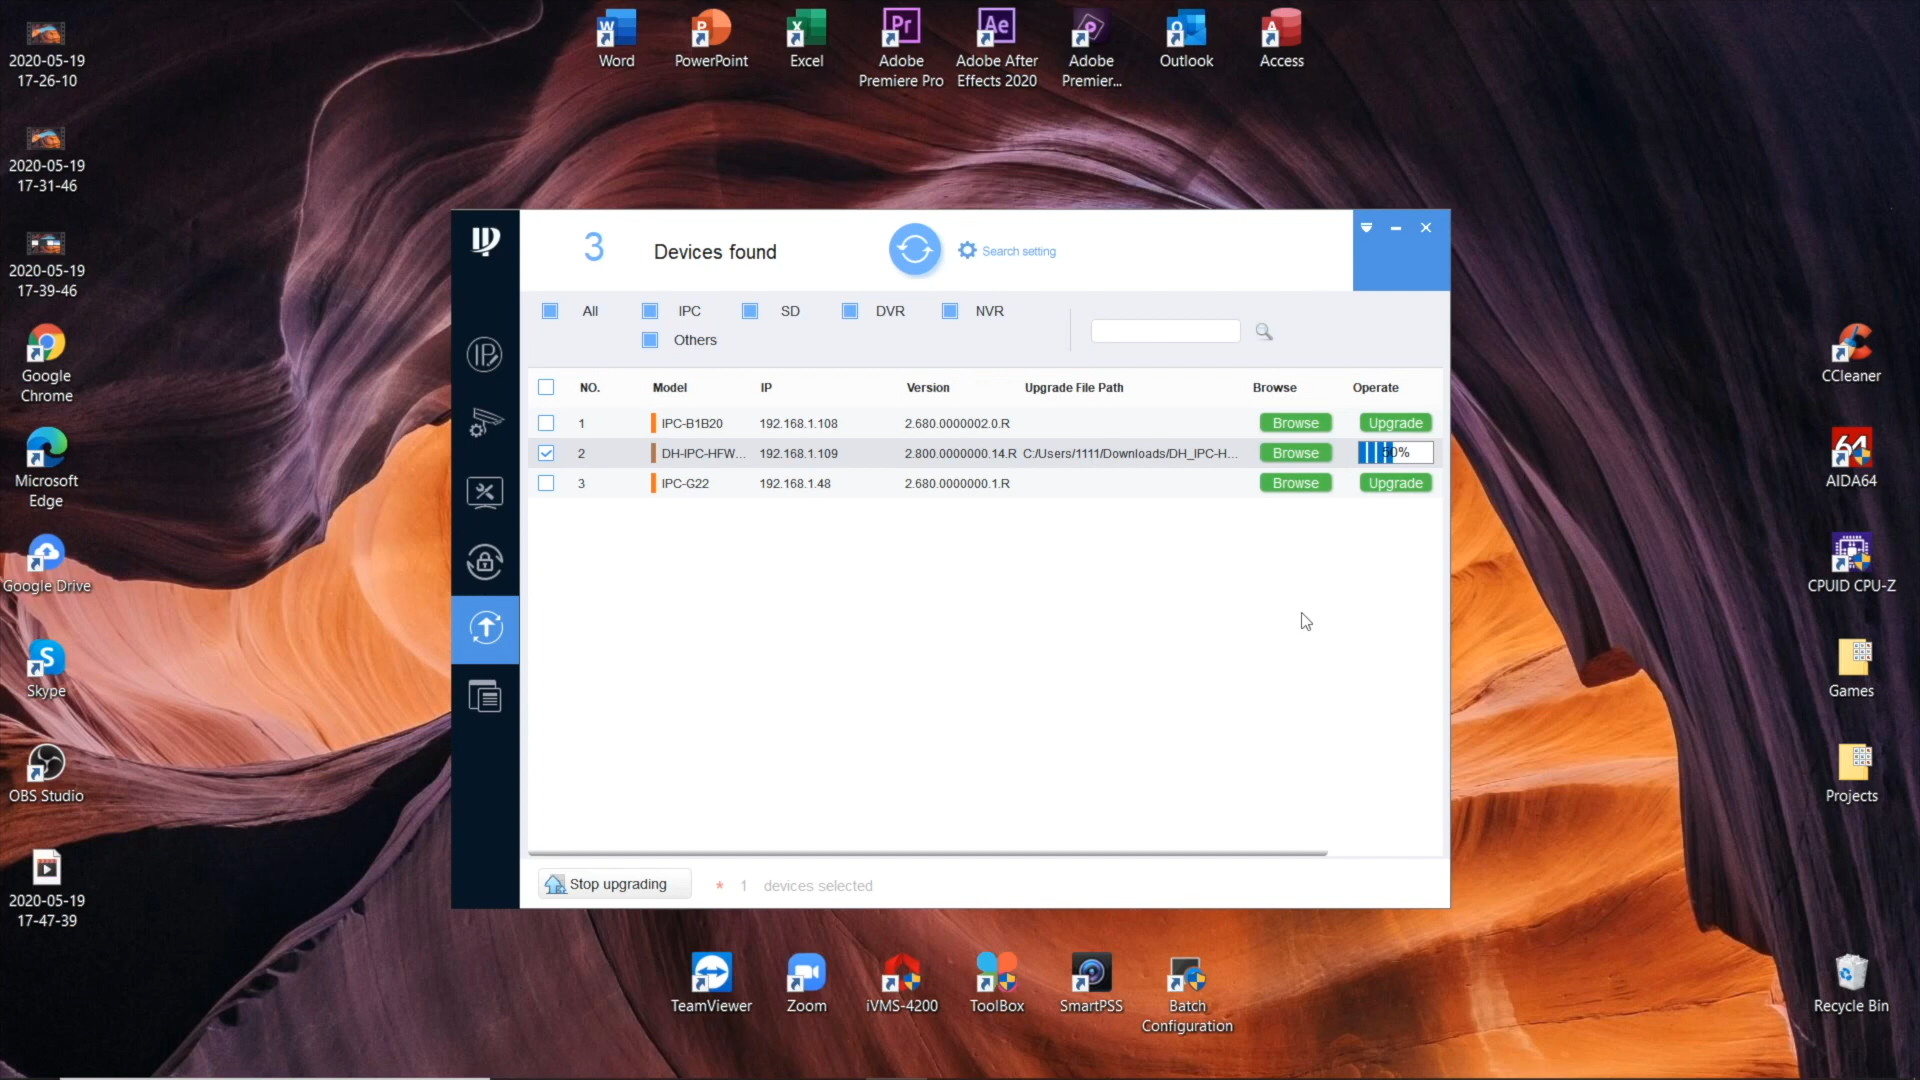 2020-05-19
17-26-10
2020-05-19
17-31-46
2020-05-19
17-39-46
Google
Chrome
Microsoft
Edge
Google Drive
Skype
OBS Studio
2020-05-19
17-47-39
Word
PowerPoint
Excel
Adobe
Premiere Pro
Adobe After
Effects 2020
Adobe
Premier...
Outlook
Access
3 Devices found Search setting
All IPC SD DVR NVR
Others
NO. Model IP Version Upgrade File Path Browse Operate
1 IPC-B1B20 192.168.1.108 2.680.0000002.0.R Browse Upgrade
2 DH-IPC-HFW... 192.168.1.109 2.800.0000000.14.R C:/Users/1111/Downloads/DH_IPC-H... Browse 50%
3 IPC-G22 192.168.1.48 2.680.0000000.1.R Browse Upgrade
Stop upgrading * 1 devices selected
TeamViewer
Zoom
iVMS-4200
ToolBox
SmartPSS
Batch
Configuration
CCleaner
64
AIDA64
CPUID CPU-Z
Games
Projects
Recycle Bin